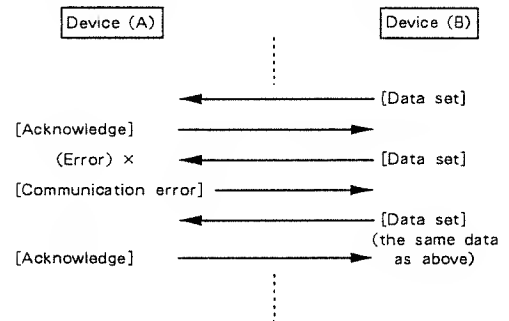 Device (A) Device (B)
[Data set]
[Acknowledge]
(Error) × [Data set]
[Communication error]
[Data set]
(the same data
[Acknowledge] as above)